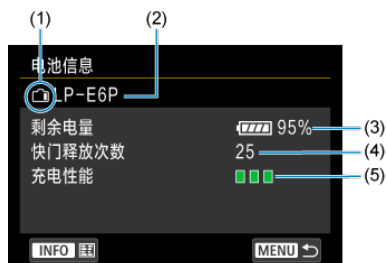 (1) (2)
电池信息
LP-E6P
剩余电量 95% (3)
快门释放次数 25 (4)
充电性能 (5)
INFO MENU